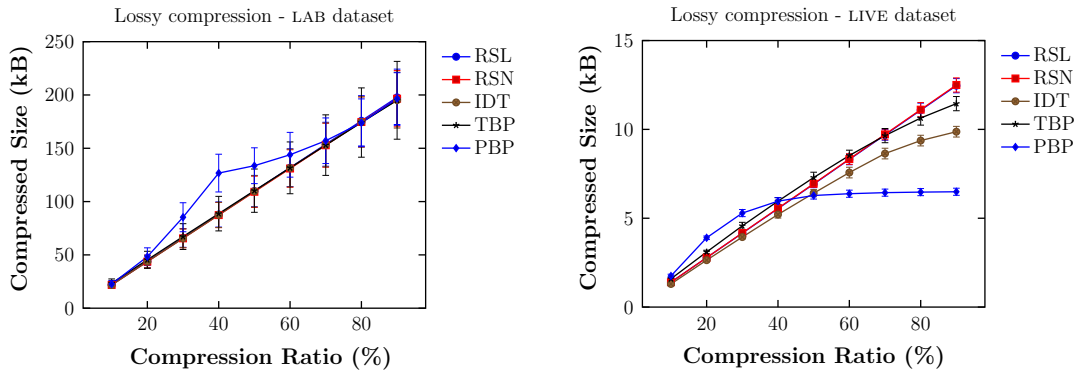 Lossy compression - LAB dataset
250
200
150
100
50
0
20
40
60
80
Compressed Size (kB)
Compression Ratio (%)
RSL
RSN
IDT
TBP
PBP
Lossy compression - LIVE dataset
15
10
5
0
20
40
60
80
Compressed Size (kB)
Compression Ratio (%)
RSL
RSN
IDT
TBP
PBP